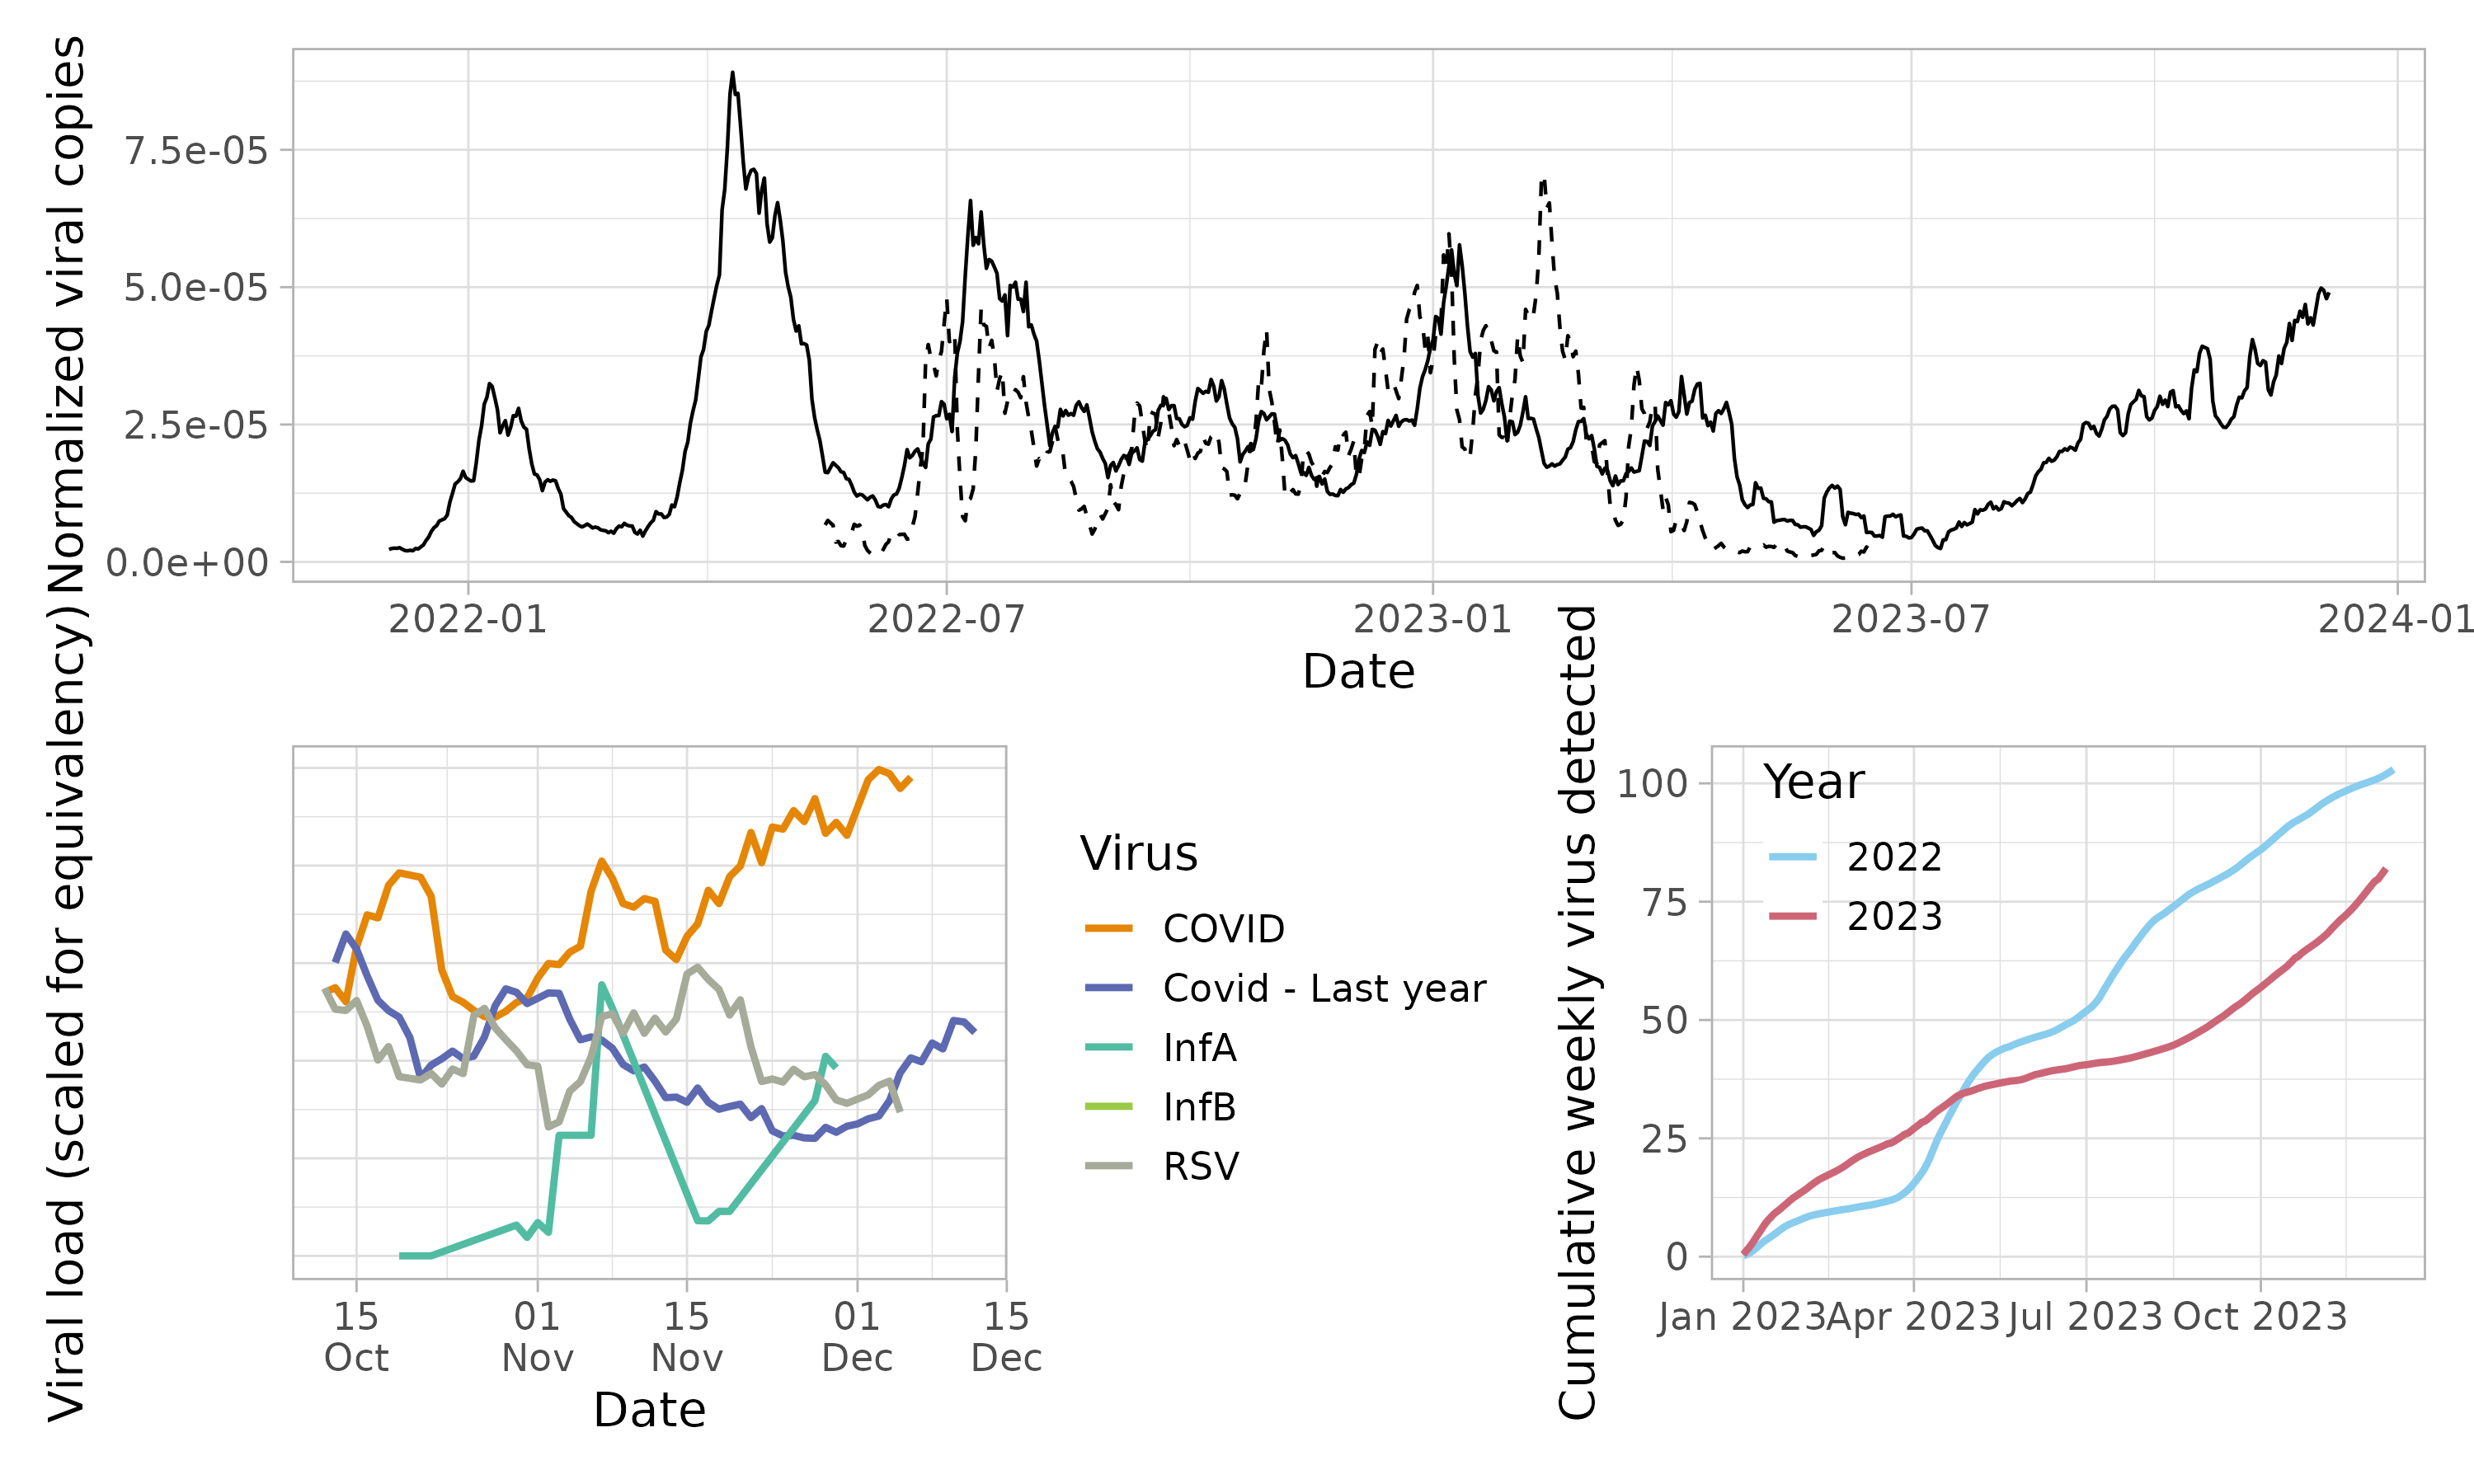 Normalized viral copies
7.5e-05
5.0e-05
2.5e-05
0.0e+00
2022-01
2022-07
2023-01
2023-07
2024-01
Date
Viral load (scaled for equivalency)
15
Oct
01
Nov
15
Nov
01
Dec
15
Dec
Date
Virus
COVID
Covid - Last year
InfA
InfB
RSV
Cumulative weekly virus detected
100
75
50
25
0
Year
2022
2023
Jan 2023
Apr 2023
Jul 2023
Oct 2023